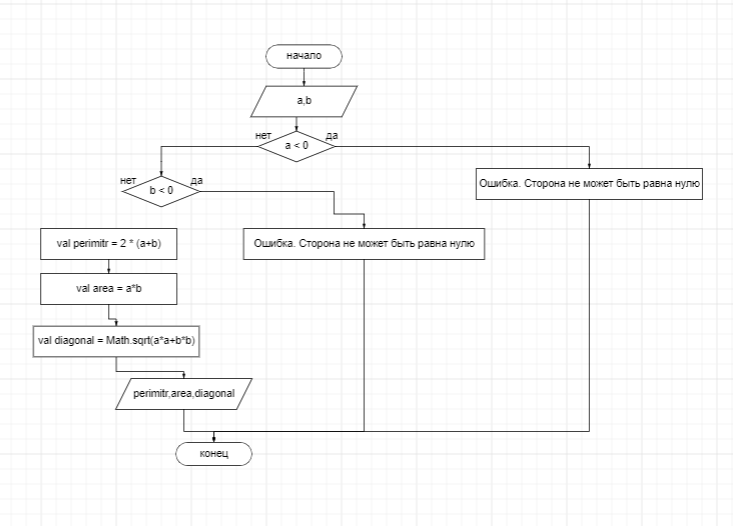 начало
a,b
нет
да
a < 0
нет
да
b < 0
Ошибка. Сторона не может быть равна нулю
val perimitr = 2 * (a+b)
Ошибка. Сторона не может быть равна нулю
val area = a*b
val diagonal = Math.sqrt(a*a+b*b)
perimitr,area,diagonal
конец